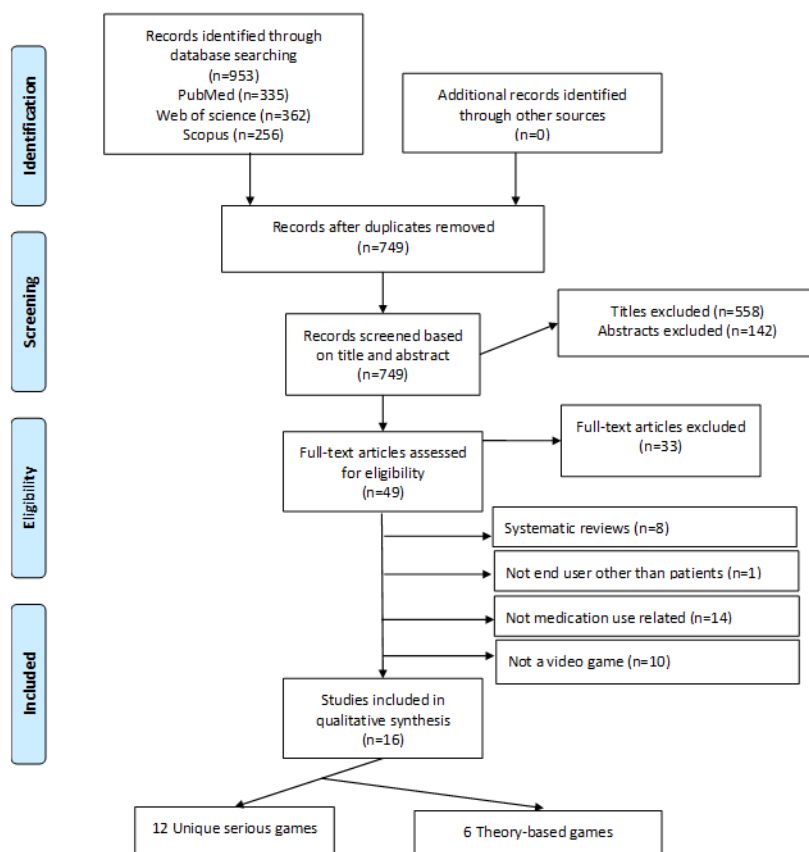 Identification
Records identified through
database searching
(n=953)
PubMed (n=335)
Web of science (n=362)
Scopus (n=256)
Additional records identified
through other sources
(n=0)
Records after duplicates removed
(n=749)
Screening
Records screened based
on title and abstract
(n=749)
Titles excluded (n=558)
Abstracts excluded (n=142)
Eligibility
Full-text articles assessed
for eligibility
(n=49)
Full-text articles excluded
(n=33)
Systematic reviews (n=8)
Not end user other than patients (n=1)
Not medication use related (n=14)
Not a video game (n=10)
Included
Studies included in
qualitative synthesis
(n=16)
12 Unique serious games
6 Theory-based games